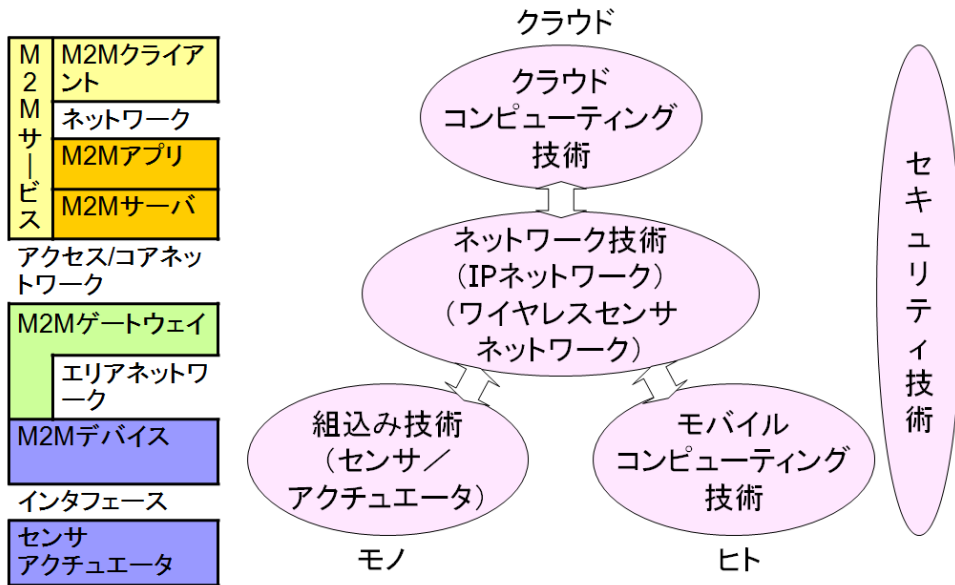 M2Mサービス
M2Mクライア
ント
ネットワーク
M2Mアプリ
M2Mサーバ
アクセス/コアネッ
トワーク
M2Mゲートウェイ
エリアネットワ
ーク
M2Mデバイス
インタフェース
センサ
アクチュエータ
クラウド
クラウド
コンピューティング
技術
ネットワーク技術
（IPネットワーク）
（ワイヤレスセンサ
ネットワーク）
組込み技術
（センサ／
アクチュエータ）
モノ
モバイル
コンピューティング
技術
ヒト
セキュリティ技術